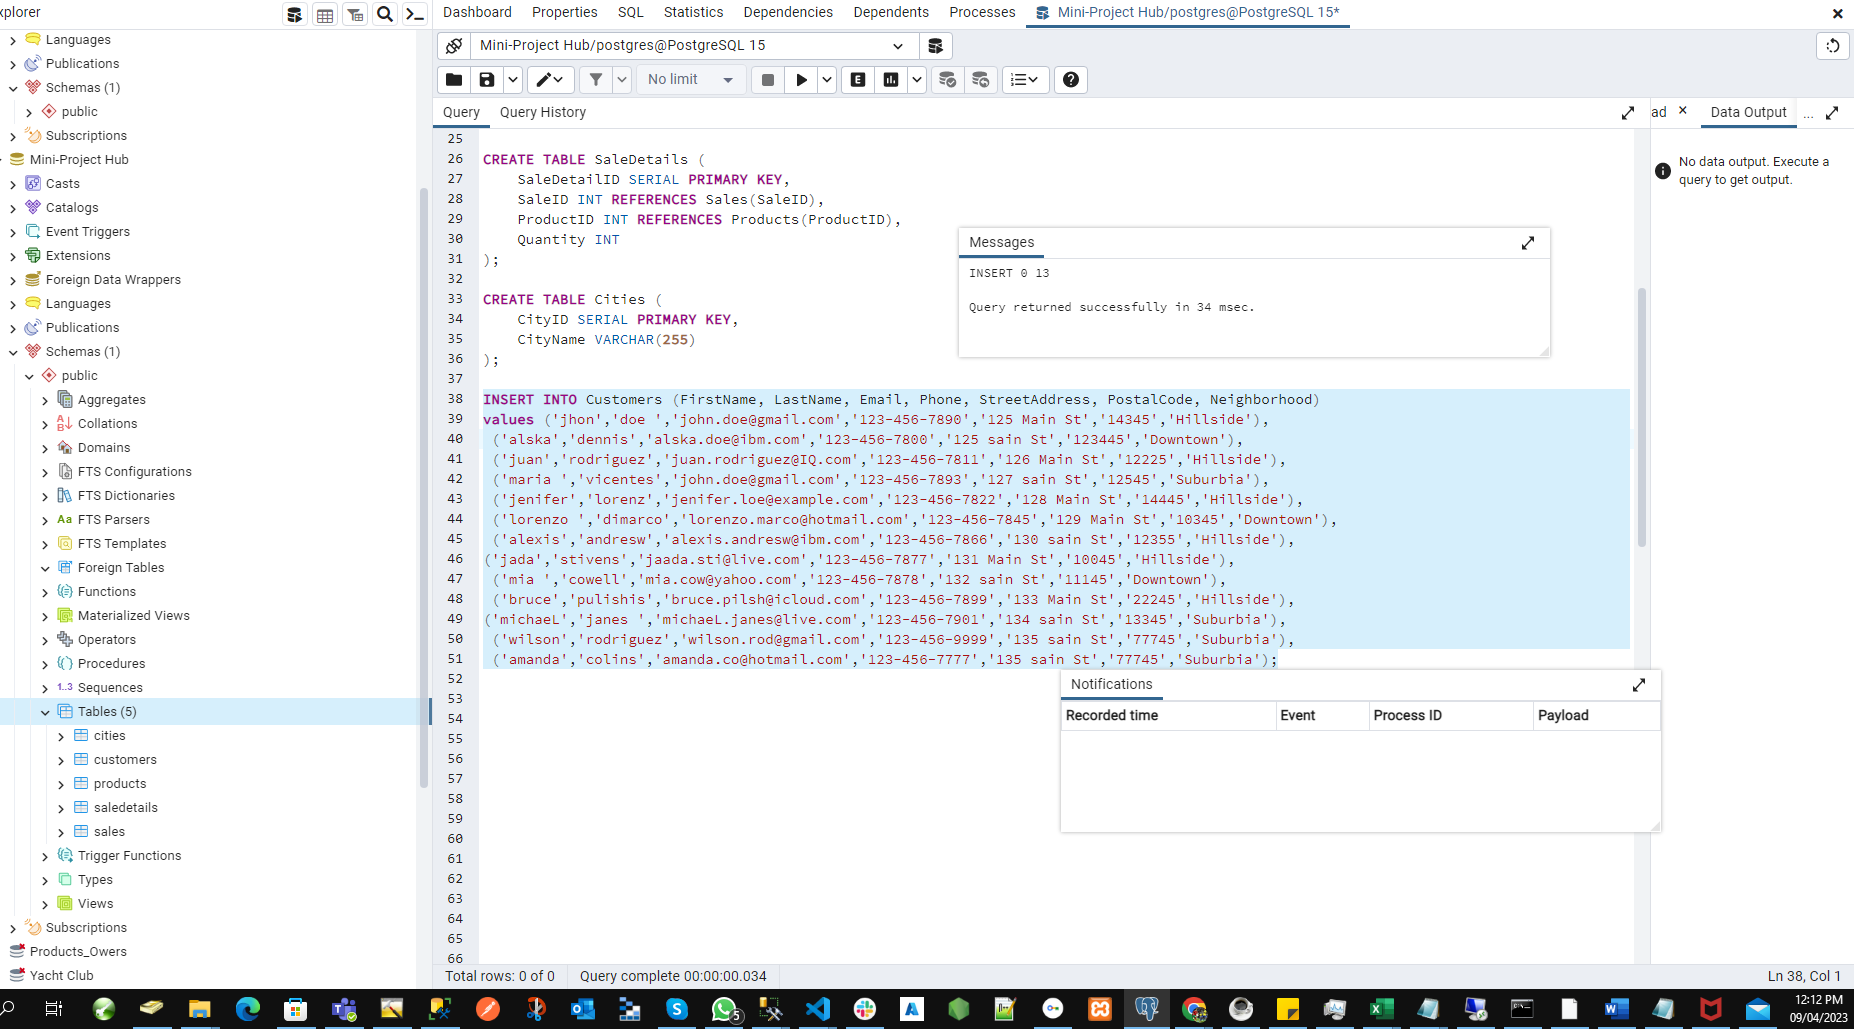 xplorer
Languages
Publications
Schemas (1)
public
Subscriptions
Mini-Project Hub
Casts
Catalogs
Event Triggers
Extensions
Foreign Data Wrappers
Languages
Publications
Schemas (1)
public
Aggregates
Collations
Domains
FTS Configurations
FTS Dictionaries
Aa FTS Parsers
FTS Templates
Foreign Tables
Functions
Materialized Views
Operators
Procedures
1..3 Sequences
Tables (5)
cities
customers
products
saledetails
sales
Trigger Functions
Types
Views
Subscriptions
Products_Owers
Yacht Club
Dashboard Properties SQL Statistics Dependencies Dependents Processes Mini-Project Hub/postgres@PostgreSQL 15*
Mini-Project Hub/postgres@PostgreSQL 15
No limit
Query Query History
25
26 CREATE TABLE SaleDetails (
27 SaleDetailID SERIAL PRIMARY KEY,
28 SaleID INT REFERENCES Sales(SaleID),
29 ProductID INT REFERENCES Products(ProductID),
30 Quantity INT
31 );
32
33 CREATE TABLE Cities (
34 CityID SERIAL PRIMARY KEY,
35 CityName VARCHAR(255)
36 );
37
38 INSERT INTO Customers (FirstName, LastName, Email, Phone, StreetAddress, PostalCode, Neighborhood)
39 values ('jhon','doe ','john.doe@gmail.com','123-456-7890','125 Main St','14345','Hillside'),
40 ('alska','dennis','alska.doe@ibm.com','123-456-7800','125 sain St','123445','Downtown'),
41 ('juan','rodriguez','juan.rodriguez@IQ.com','123-456-7811','126 Main St','12225','Hillside'),
42 ('maria ','vicentes','john.doe@gmail.com','123-456-7893','127 sain St','12545','Suburbia'),
43 ('jenifer','lorenz','jenifer.loe@example.com','123-456-7822','128 Main St','14445','Hillside'),
44 ('lorenzo ','dimarco','lorenzo.marco@hotmail.com','123-456-7845','129 Main St','10345','Downtown'),
45 ('alexis','andresw','alexis.andresw@ibm.com','123-456-7866','130 sain St','12355','Hillside'),
46 ('jada','stivens','jaada.sti@live.com','123-456-7877','131 Main St','10045','Hillside'),
47 ('mia ','cowell','mia.cow@yahoo.com','123-456-7878','132 sain St','11145','Downtown'),
48 ('bruce','pulishis','bruce.pilsh@icloud.com','123-456-7899','133 Main St','22245','Hillside'),
49 ('michaeL','janes ','michaeL.janes@live.com','123-456-7901','134 sain St','13345','Suburbia'),
50 ('wilson','rodriguez','wilson.rod@gmail.com','123-456-9999','135 sain St','77745','Suburbia'),
51 ('amanda','colins','amanda.co@hotmail.com','123-456-7777','135 sain St','77745','Suburbia');
52
53
54
55
56
57
58
59
60
61
62
63
64
65
66
Messages
INSERT 0 13
Query returned successfully in 34 msec.
Notifications
Recorded time Event Process ID Payload
ad Data Output ...
No data output. Execute a
query to get output.
Total rows: 0 of 0 Query complete 00:00:00.034 Ln 38, Col 1
5
12:12 PM
09/04/2023